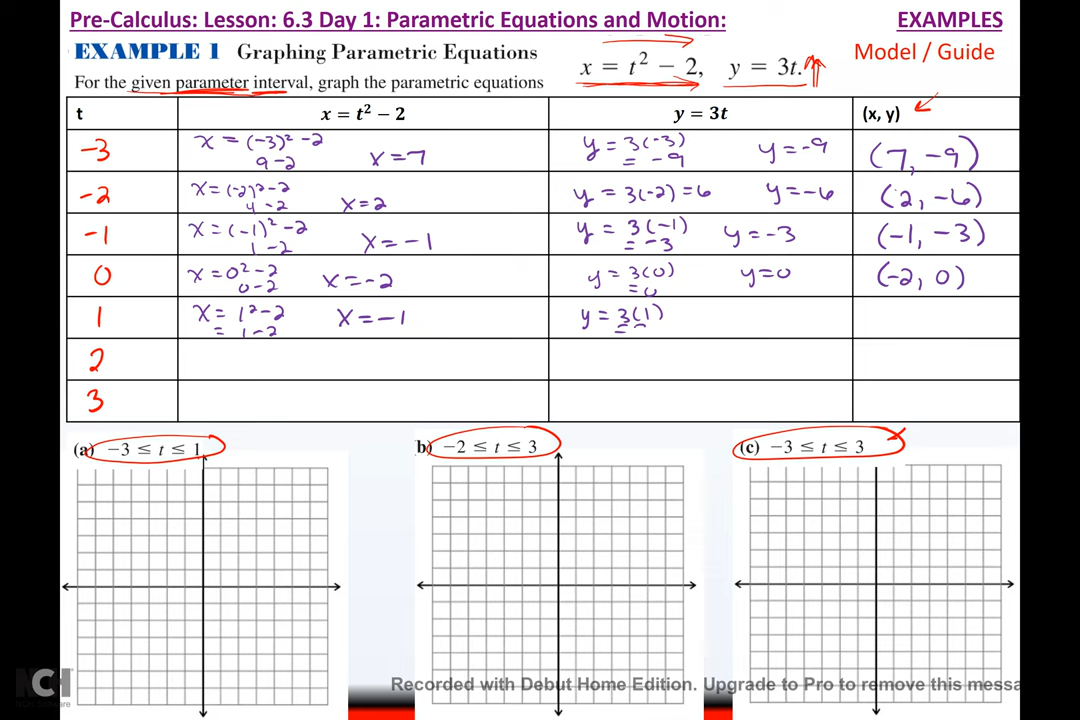 Pre-Calculus: Lesson: 6.3 Day 1: Parametric Equations and Motion: EXAMPLES
EXAMPLE 1 Graphing Parametric Equations x = t² − 2, y = 3t. Model / Guide
For the given parameter interval, graph the parametric equations
t x = t² − 2 y = 3t (x, y)
-3 x = (-3)² -2 y = 3(-3) y = -9 (7, -9)
9 - 2 x = 7 = -9
-2 x = (-2)² - 2 y = 3(-2) = 6 y = -6 (2, -6)
4 - 2 x = 2
-1 x = (-1)² - 2 y = 3(-1) y = -3 (-1, -3)
1 - 2 x = -1 = -3
0 x = 0² - 2 y = 3(0) y = 0 (-2, 0)
0 - 2 x = -2 = 0
1 x = 1² - 2 x = -1 y = 3(1)
= 1 - 2 =
2
3
(a) −3 ≤ t ≤ 1 b) −2 ≤ t ≤ 3 (c) −3 ≤ t ≤ 3
NCH
NCH Software
Recorded with Debut Home Edition. Upgrade to Pro to remove this messa